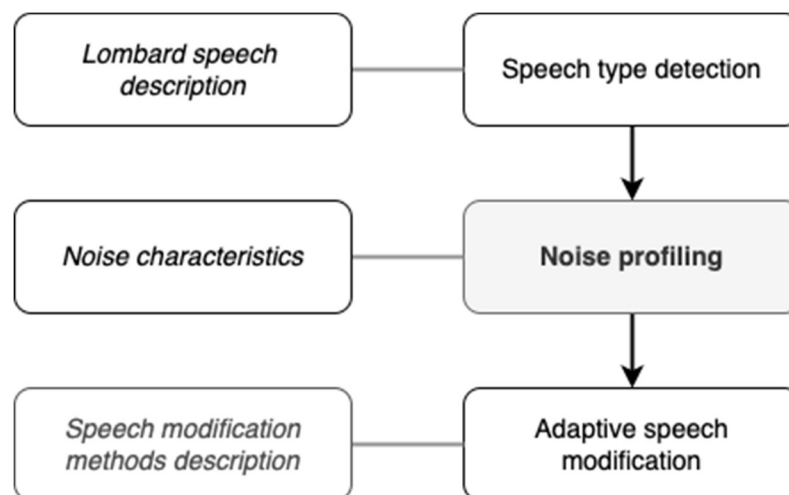 Lombard speech
description
Speech type detection
Noise characteristics
Noise profiling
Speech modification
methods description
Adaptive speech
modification